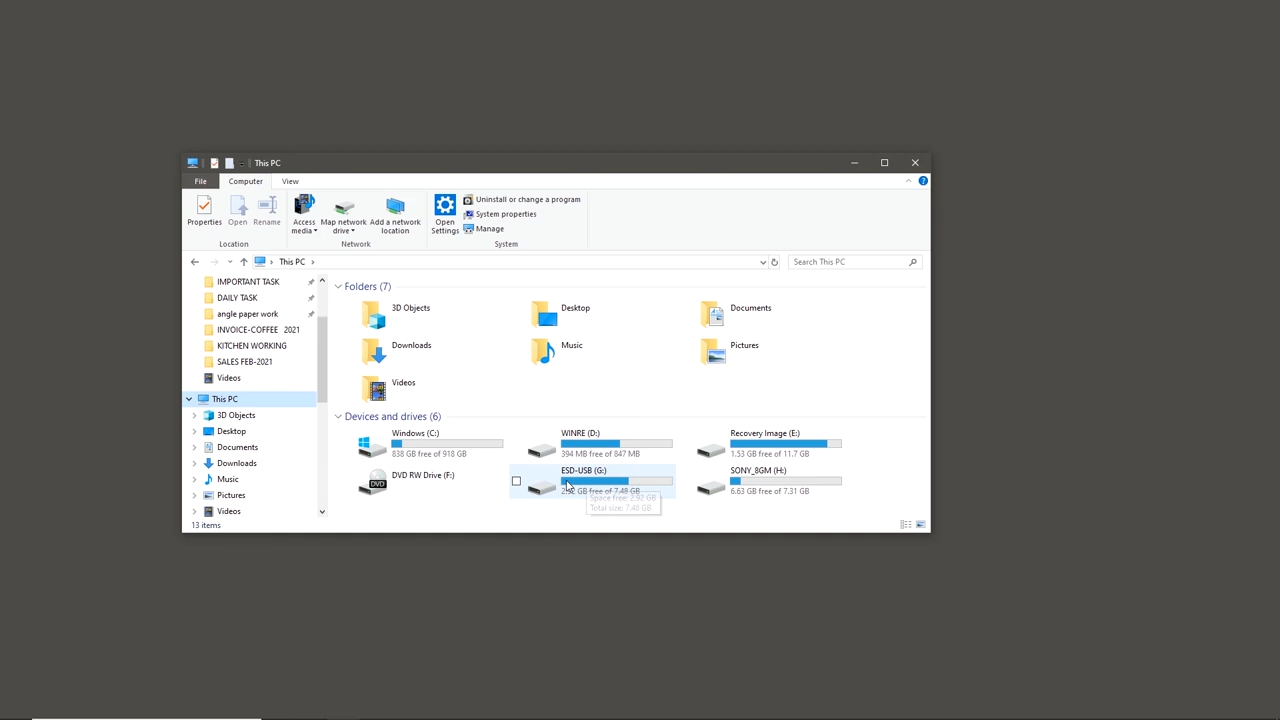 This PC
File Computer View
Properties Open Rename Access media Map network drive Add a network location Open Settings
Uninstall or change a program
System properties
Manage
Location Network System
This PC Search This PC
IMPORTANT TASK
DAILY TASK
angle paper work
INVOICE-COFFEE 2021
KITCHEN WORKING
SALES FEB-2021
Videos
This PC
3D Objects
Desktop
Documents
Downloads
Music
Pictures
Videos
Folders (7)
3D Objects Desktop Documents
Downloads Music Pictures
Videos
Devices and drives (6)
Windows (C:) WINRE (D:) Recovery Image (E:)
838 GB free of 918 GB 394 MB free of 847 MB 1.53 GB free of 11.7 GB
DVD RW Drive (F:) ESD-USB (G:) SONY_8GM (H:)
DVD
2.92 GB free of 7.48 GB 6.63 GB free of 7.31 GB
Space free: 2.92 GB
Total size: 7.48 GB
13 items